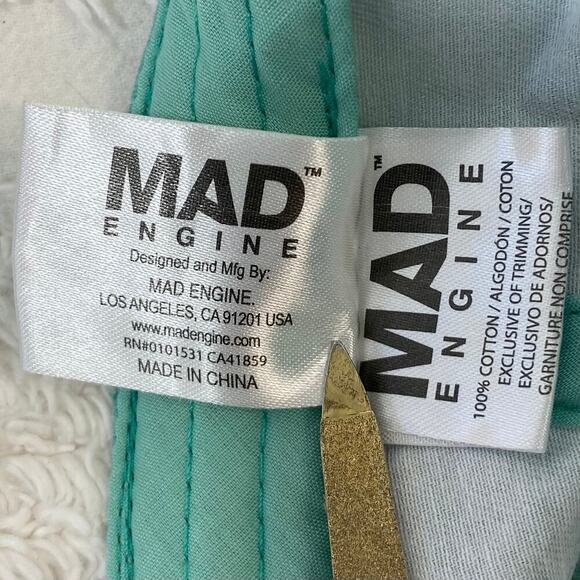 MAD™
ENGINE
Designed and Mfg By:
MAD ENGINE.
LOS ANGELES, CA 91201 USA
www.madengine.com
RN#0101531 CA41859
MADE IN CHINA
MAD™
ENGINE
100% COTTON / ALGODÓN / COTON
EXCLUSIVE OF TRIMMING/
EXCLUSIVO DE ADORNOS/
GARNITURE NON COMPRISE